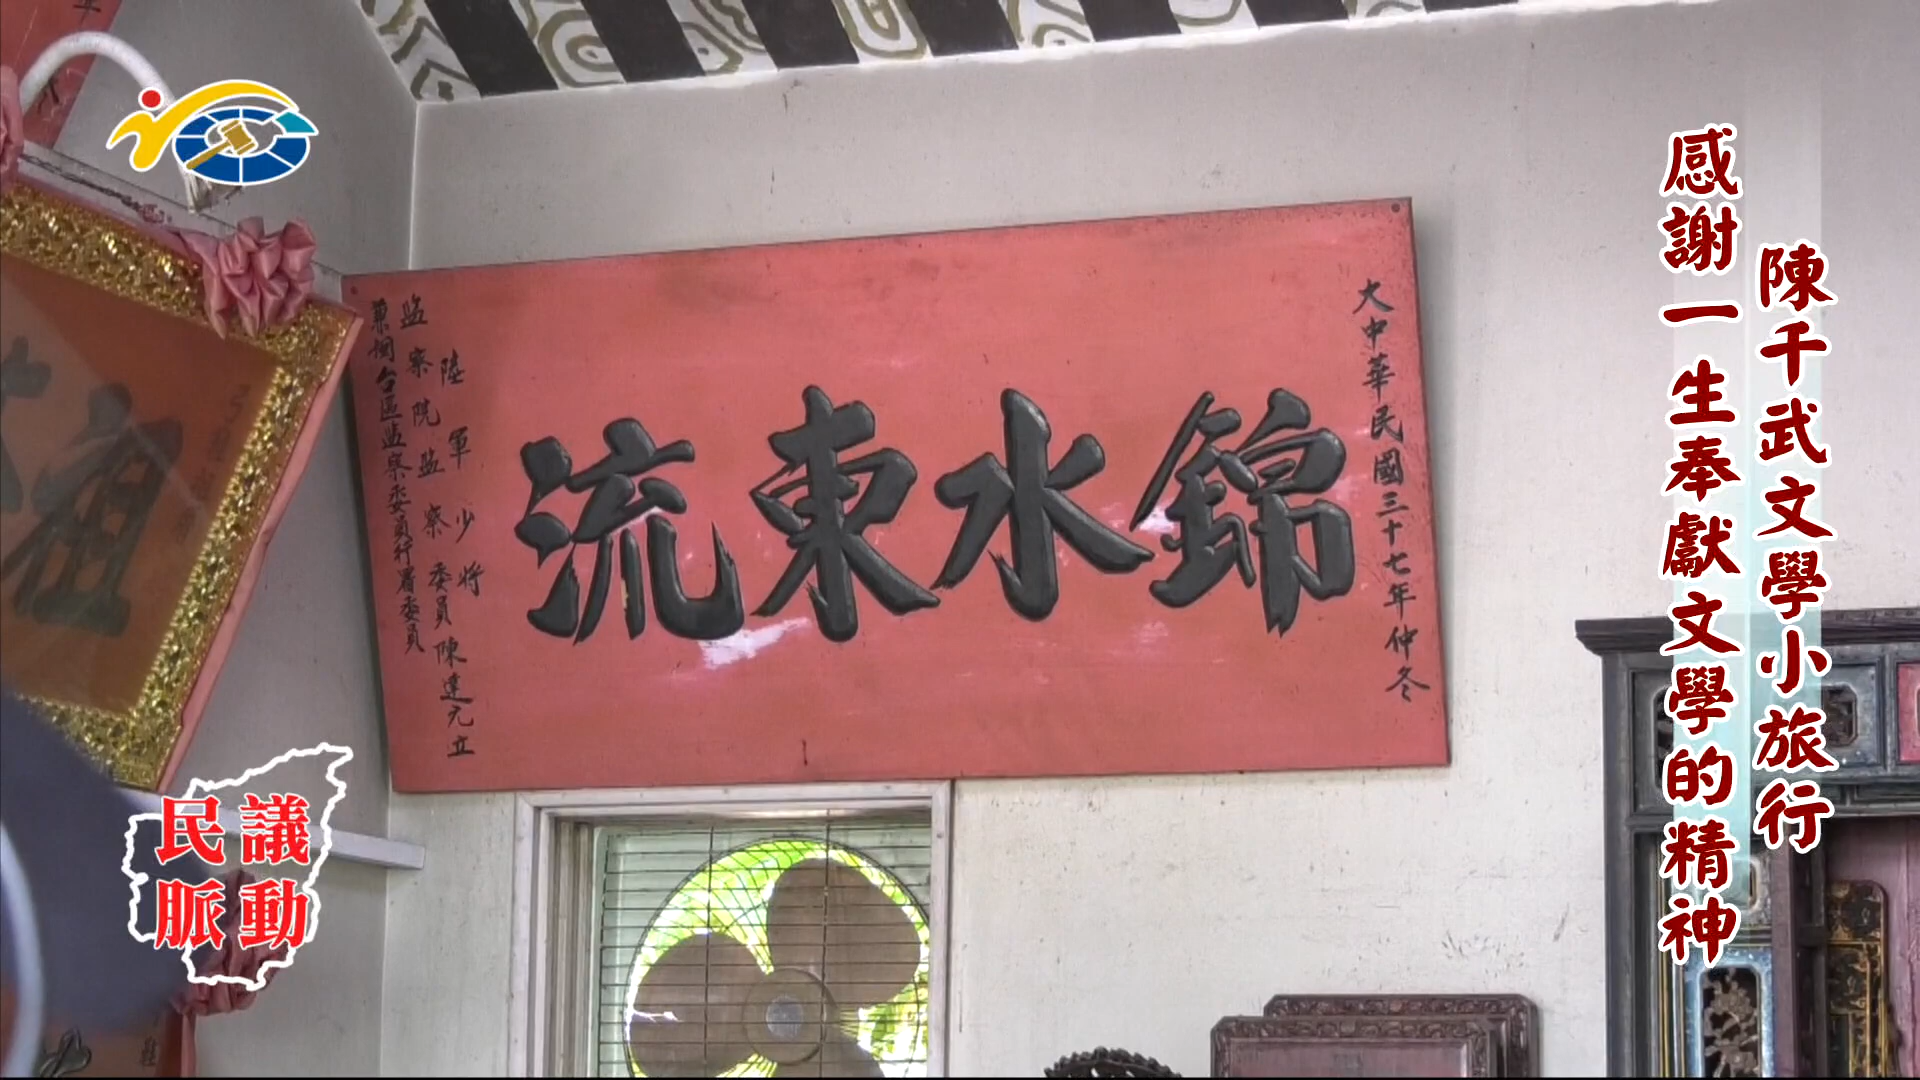 陳千武文學小旅行
感謝一生奉獻文學的精神
大中華民國三十七年仲冬
錦水東流
陸軍少將
監察院監察委員陳達元立
兼閩台區監察委員行署委員
祖
民議
脈動